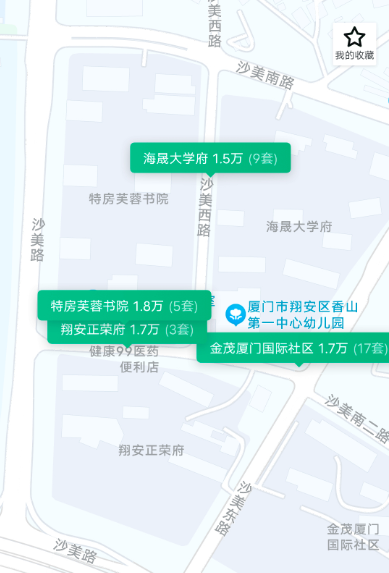 沙美西路
我的收藏
沙美南路
海晟大学府 1.5万 (9套)
沙美西路
特房芙蓉书院
海晟大学府
沙美路
特房芙蓉书院 1.8万 (5套)
厦门市翔安区香山
第一中心幼儿园
翔安正荣府 1.7万 (3套)
金茂厦门国际社区 1.7万 (17套)
健康99医药
便利店
沙美南二路
翔安正荣府
沙美东路
金茂厦门
国际社区
沙美路